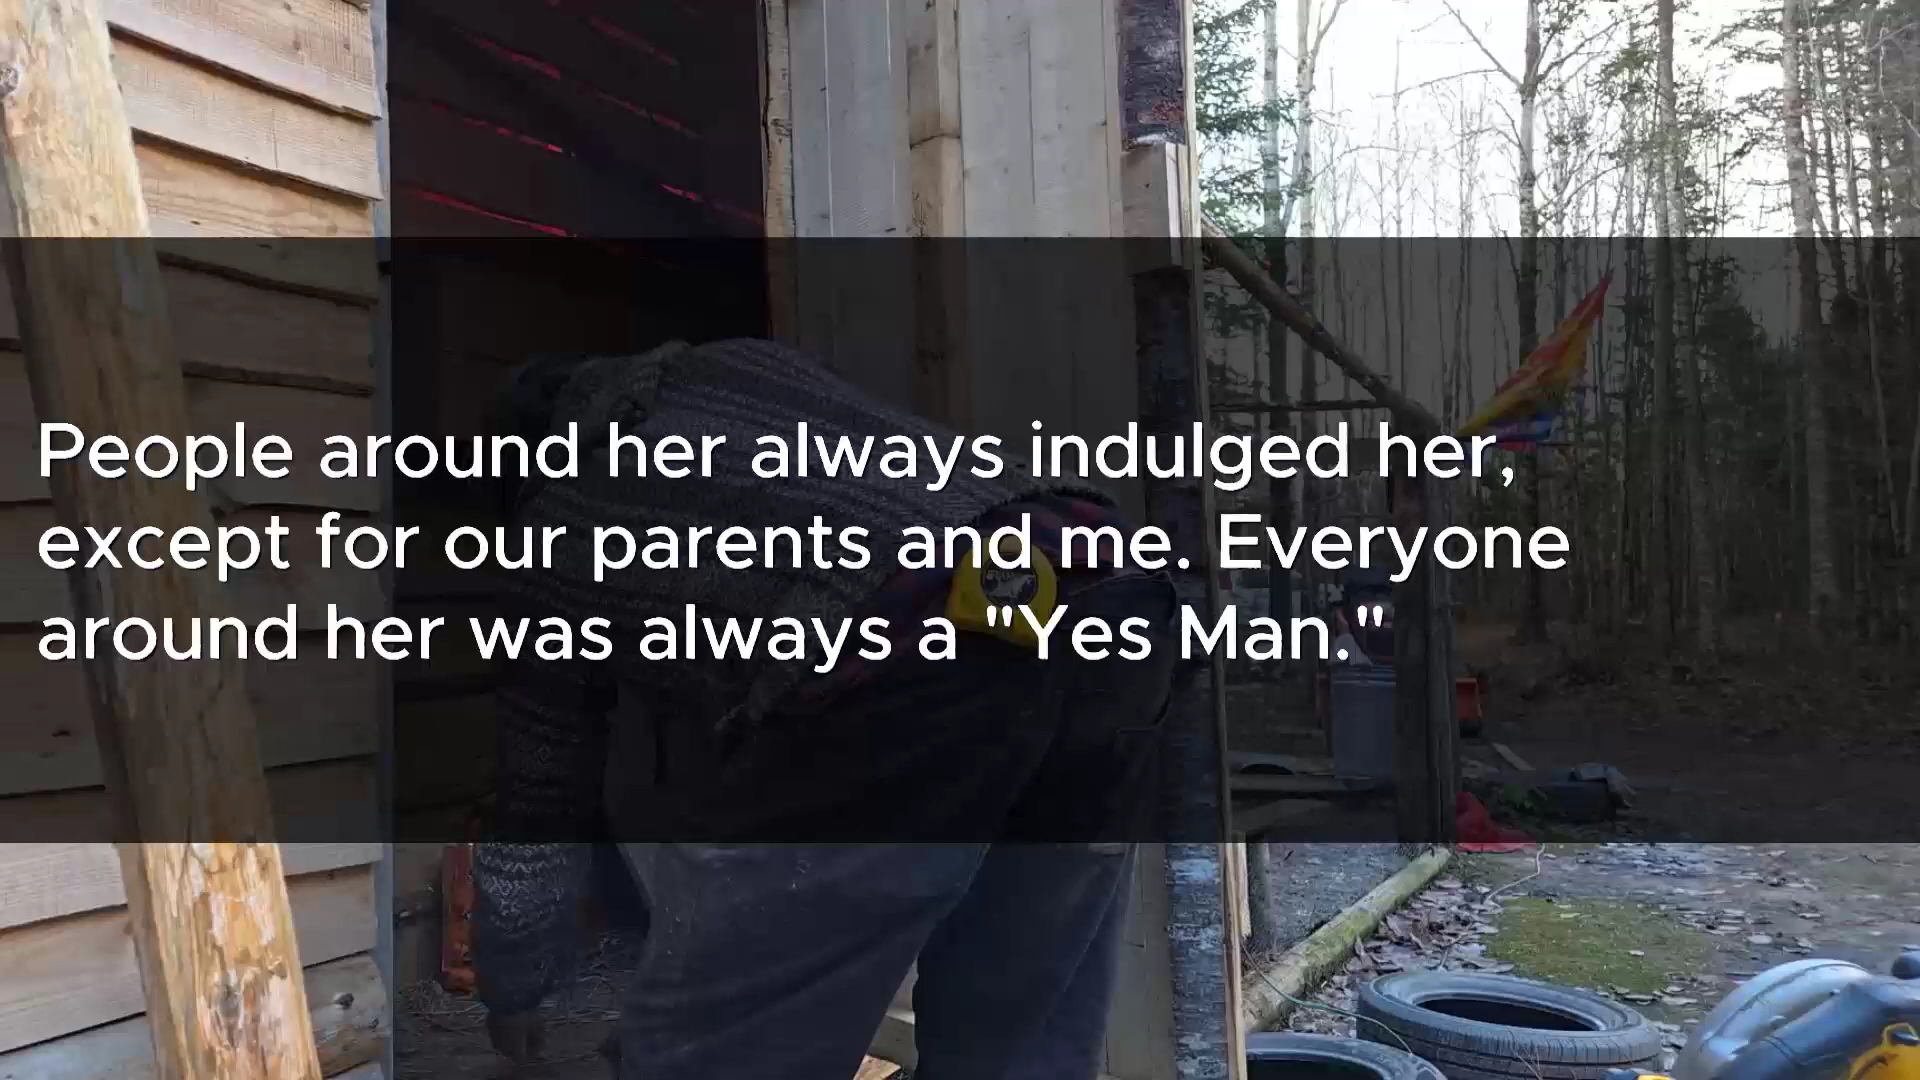 People around her always indulged her,
except for our parents and me. Everyone
around her was always a "Yes Man."